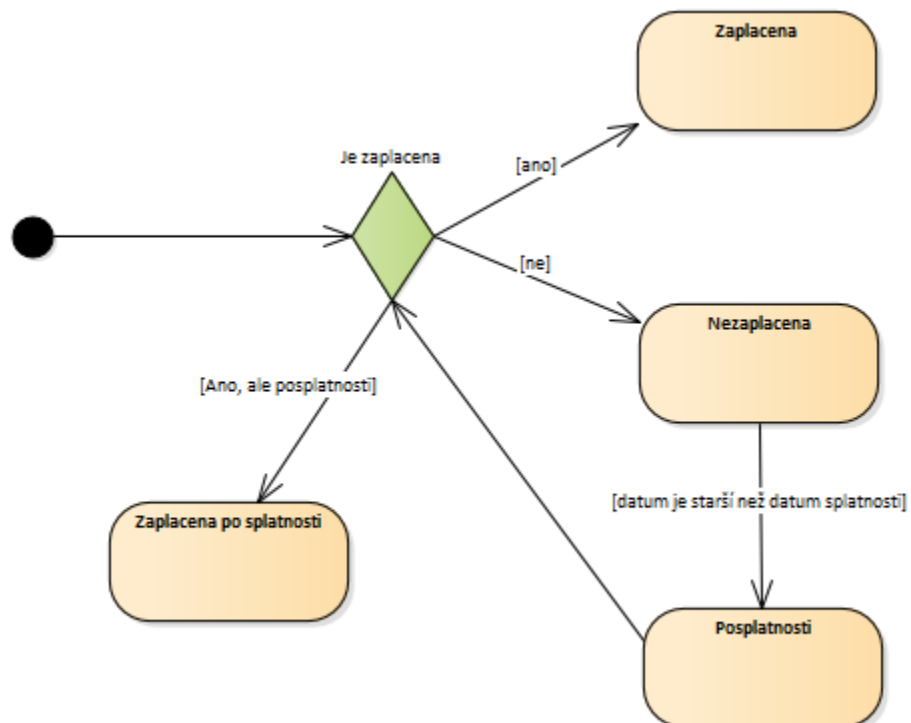 Zaplacena
Je zaplacena
[ano]
[ne]
Nezaplacena
[Ano, ale posplatnosti]
[datum je starší než datum splatnosti]
Zaplacena po splatnosti
Posplatnosti